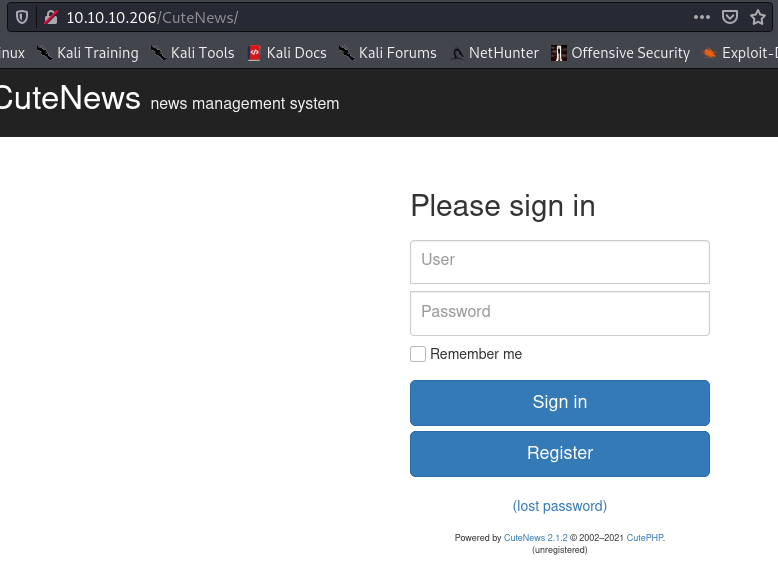 10.10.10.206/CuteNews/
inux Kali Training Kali Tools Kali Docs Kali Forums NetHunter Offensive Security Exploit-D
CuteNews news management system
Please sign in
User
Password
Remember me
Sign in
Register
(lost password)
Powered by CuteNews 2.1.2 © 2002–2021 CutePHP.
(unregistered)